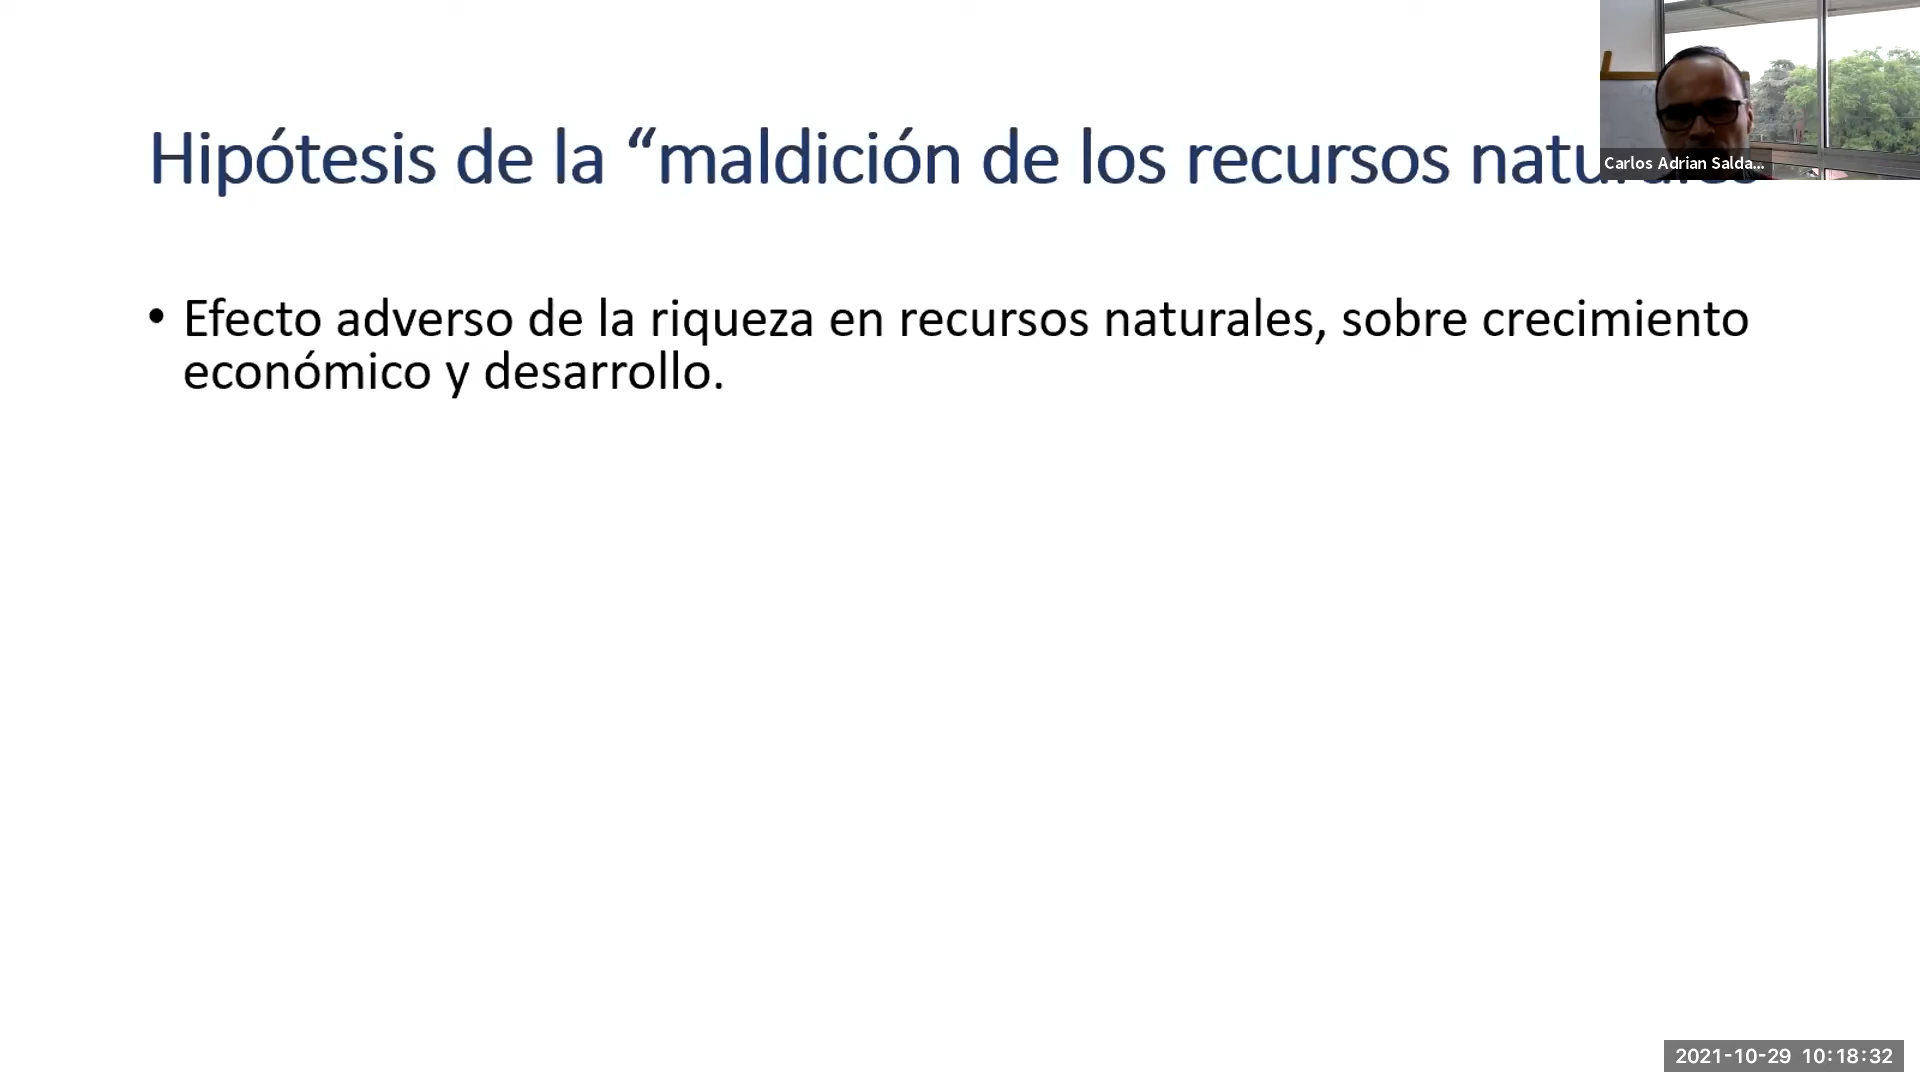 Hipótesis de la “maldición de los recursos
Carlos Adrian Salda...
• Efecto adverso de la riqueza en recursos naturales, sobre crecimiento
económico y desarrollo.
2021-10-29 10:18:32